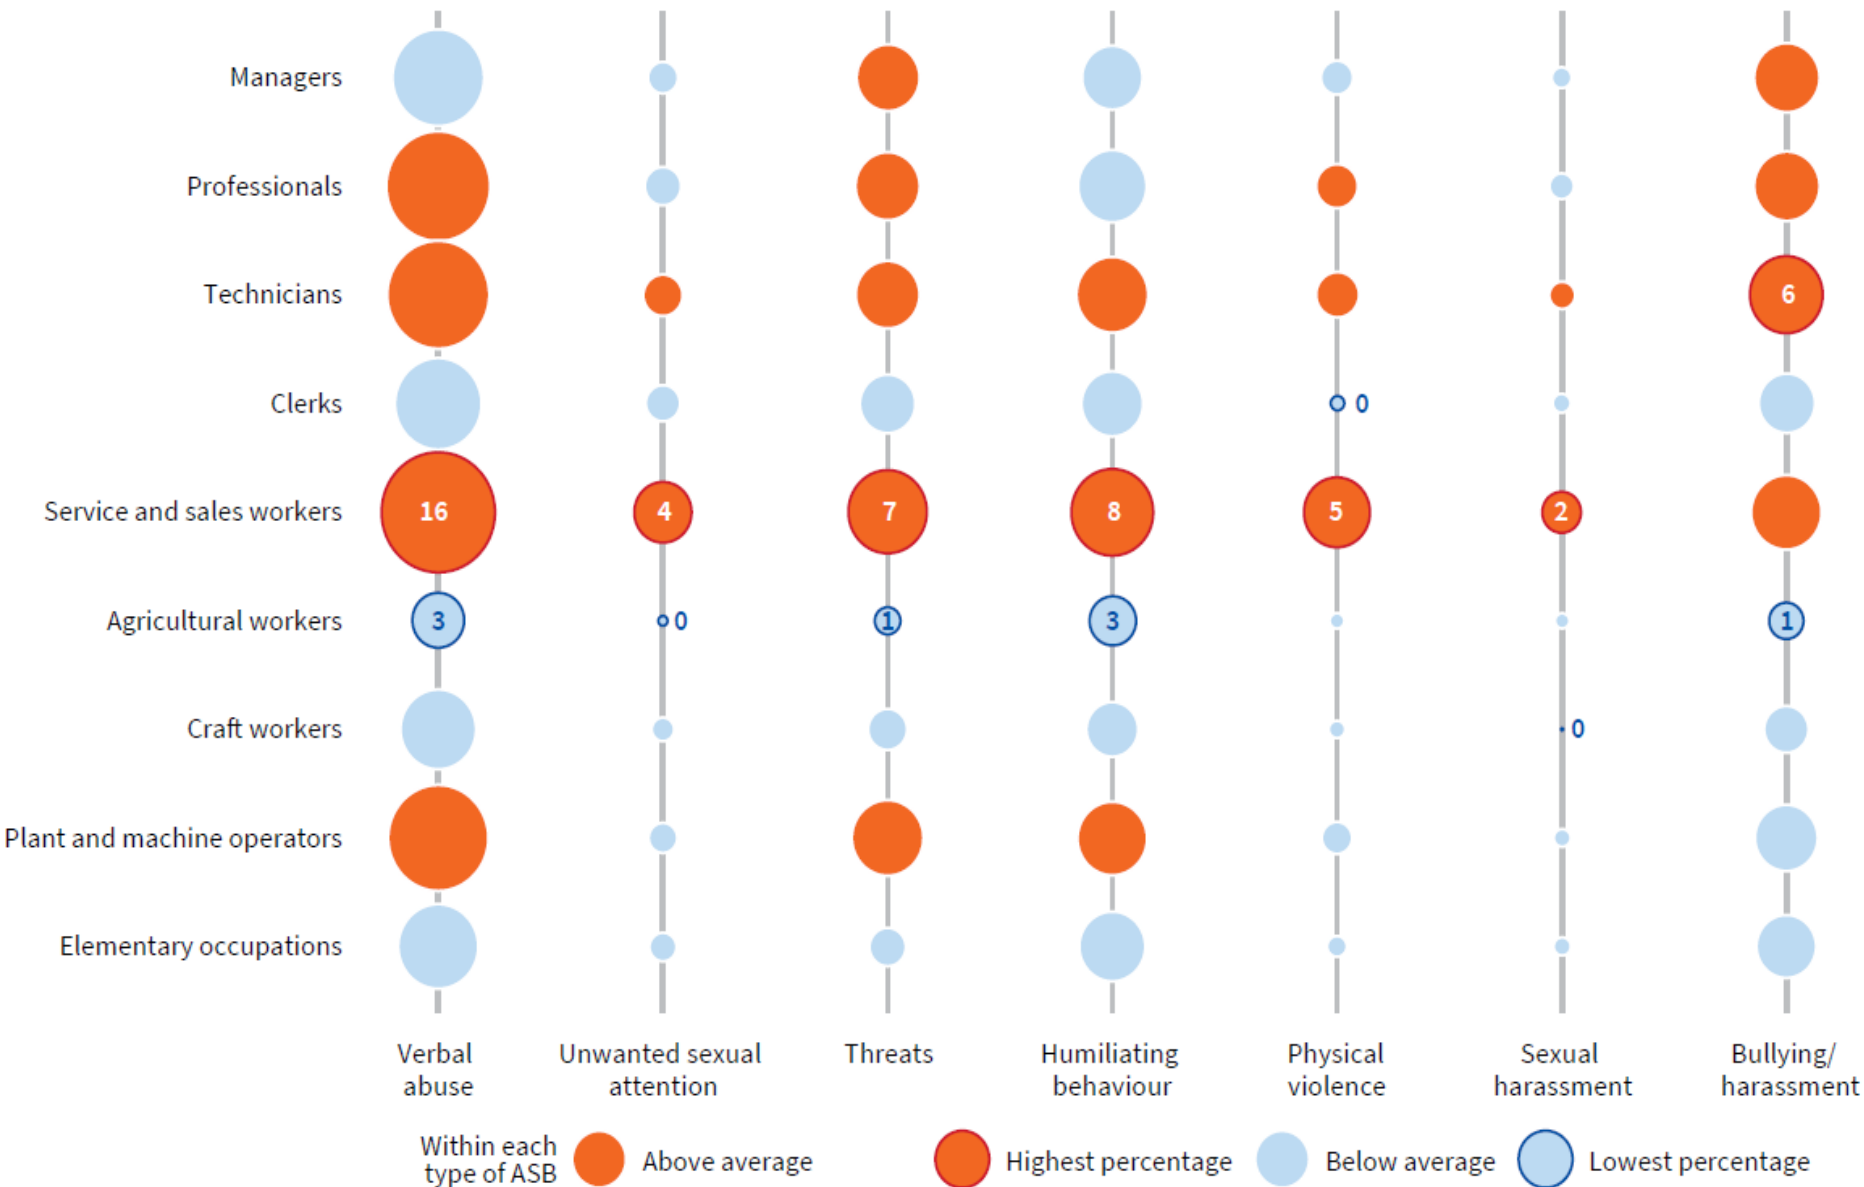 Managers
Professionals
Technicians
6
Clerks
0
Service and sales workers
16
4
7
8
5
2
Agricultural workers
3
0
1
3
1
Craft workers
0
Plant and machine operators
Elementary occupations
Verbal
abuse
Unwanted sexual
attention
Threats
Humiliating
behaviour
Physical
violence
Sexual
harassment
Bullying/
harassment
Within each
type of ASB
Above average
Highest percentage
Below average
Lowest percentage